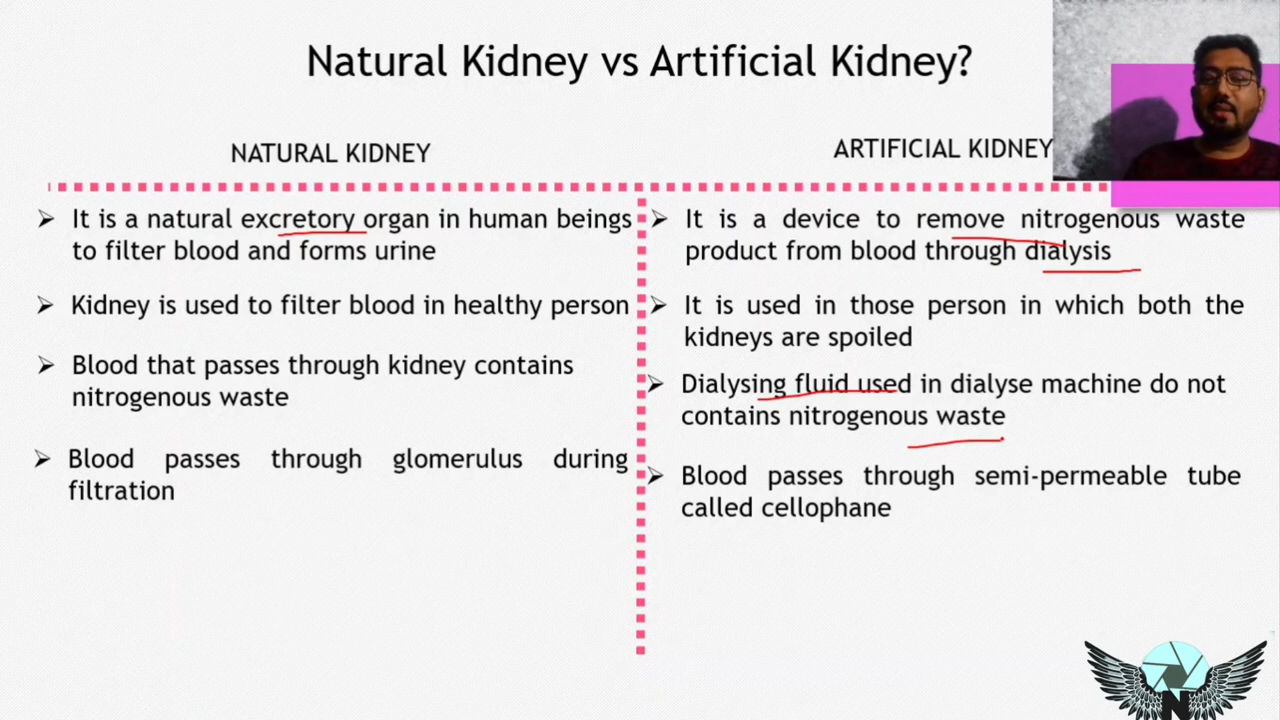 Natural Kidney vs Artificial Kidney?
NATURAL KIDNEY
➢ It is a natural excretory organ in human beings
to filter blood and forms urine
➢ Kidney is used to filter blood in healthy person
➢ Blood that passes through kidney contains
nitrogenous waste
➢ Blood passes through glomerulus during
filtration
ARTIFICIAL KIDNEY
➢ It is a device to remove nitrogenous waste
product from blood through dialysis
➢ It is used in those person in which both the
kidneys are spoiled
➢ Dialysing fluid used in dialyse machine do not
contains nitrogenous waste
➢ Blood passes through semi-permeable tube
called cellophane
N